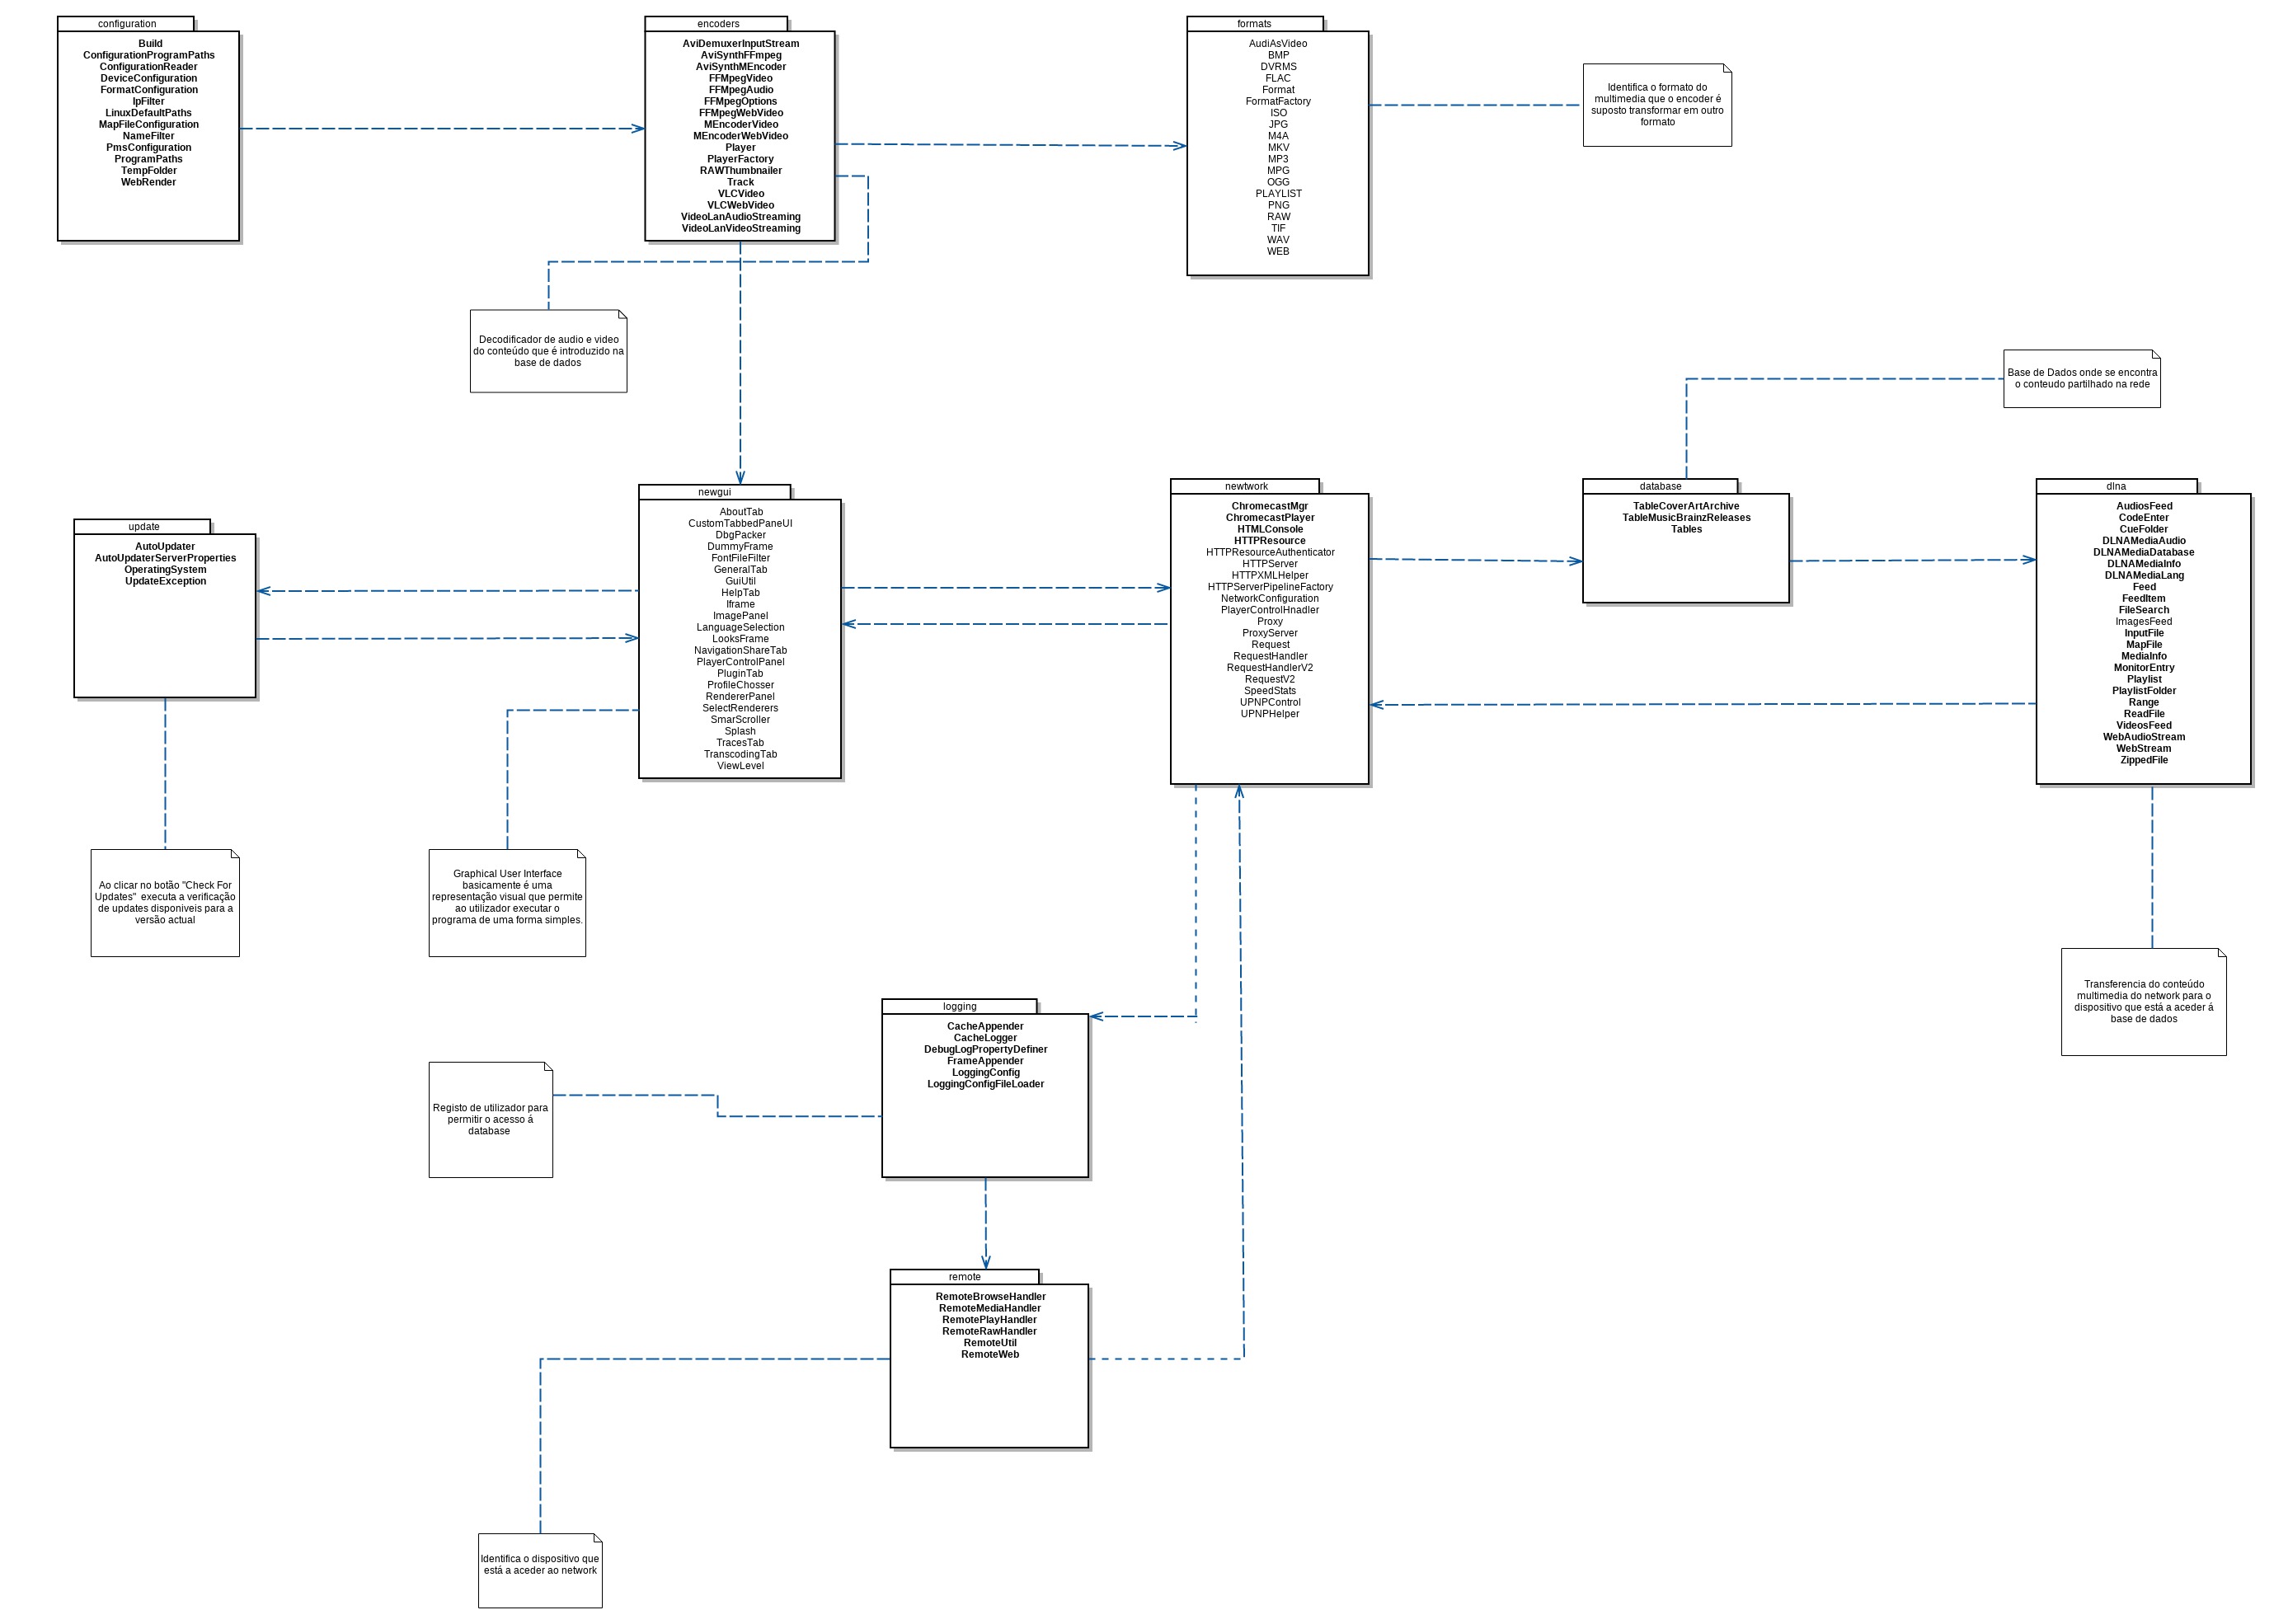 configuration
Build
ConfigurationProgramPaths
ConfigurationReader
DeviceConfiguration
FormatConfiguration
IpFilter
LinuxDefaultPaths
MapFileConfiguration
NameFilter
PmsConfiguration
ProgramPaths
TempFolder
WebRender
encoders
AviDemuxerInputStream
AviSynthFFmpeg
AviSynthMEncoder
FFMpegVideo
FFMpegAudio
FFMpegOptions
FFMpegWebVideo
MEncoderVideo
MEncoderWebVideo
Player
PlayerFactory
RAWThumbnailer
Track
VLCVideo
VLCWebVideo
VideoLanAudioStreaming
VideoLanVideoStreaming
formats
AudiAsVideo
BMP
DVRMS
FLAC
Format
FormatFactory
ISO
JPG
M4A
MKV
MP3
MPG
OGG
PLAYLIST
PNG
RAW
TIF
WAV
WEB
Identifica o formato do
multimedia que o encoder é
suposto transformar em outro
formato
Decodificador de audio e video
do conteúdo que é introduzido na
base de dados
Base de Dados onde se encontra
o conteudo partilhado na rede
update
AutoUpdater
AutoUpdaterServerProperties
OperatingSystem
UpdateException
newgui
AboutTab
CustomTabbedPaneUI
DbgPacker
DummyFrame
FontFileFilter
GeneralTab
GuiUtil
HelpTab
Iframe
ImagePanel
LanguageSelection
LooksFrame
NavigationShareTab
PlayerControlPanel
PluginTab
ProfileChosser
RendererPanel
SelectRenderers
SmarScroller
Splash
TracesTab
TranscodingTab
ViewLevel
newtwork
ChromecastMgr
ChromecastPlayer
HTMLConsole
HTTPResource
HTTPResourceAuthenticator
HTTPServer
HTTPXMLHelper
HTTPServerPipelineFactory
NetworkConfiguration
PlayerControlHnadler
Proxy
ProxyServer
Request
RequestHandler
RequestHandlerV2
RequestV2
SpeedStats
UPNPControl
UPNPHelper
database
TableCoverArtArchive
TableMusicBrainzReleases
Tables
dlna
AudiosFeed
CodeEnter
CueFolder
DLNAMediaAudio
DLNAMediaDatabase
DLNAMediaInfo
DLNAMediaLang
Feed
FeedItem
FileSearch
ImagesFeed
InputFile
MapFile
MediaInfo
MonitorEntry
Playlist
PlaylistFolder
Range
ReadFile
VideosFeed
WebAudioStream
WebStream
ZippedFile
Ao clicar no botão "Check For
Updates"  executa a verificação
de updates disponiveis para a
versão actual
Graphical User Interface
basicamente é uma
representação visual que permite
ao utilizador executar o
programa de uma forma simples.
Transferencia do conteúdo
multimedia do network para o
dispositivo que está a aceder á
base de dados
logging
CacheAppender
CacheLogger
DebugLogPropertyDefiner
FrameAppender
LoggingConfig
LoggingConfigFileLoader
Registo de utilizador para
permitir o acesso á
database
remote
RemoteBrowseHandler
RemoteMediaHandler
RemotePlayHandler
RemoteRawHandler
RemoteUtil
RemoteWeb
Identifica o dispositivo que
está a aceder ao network